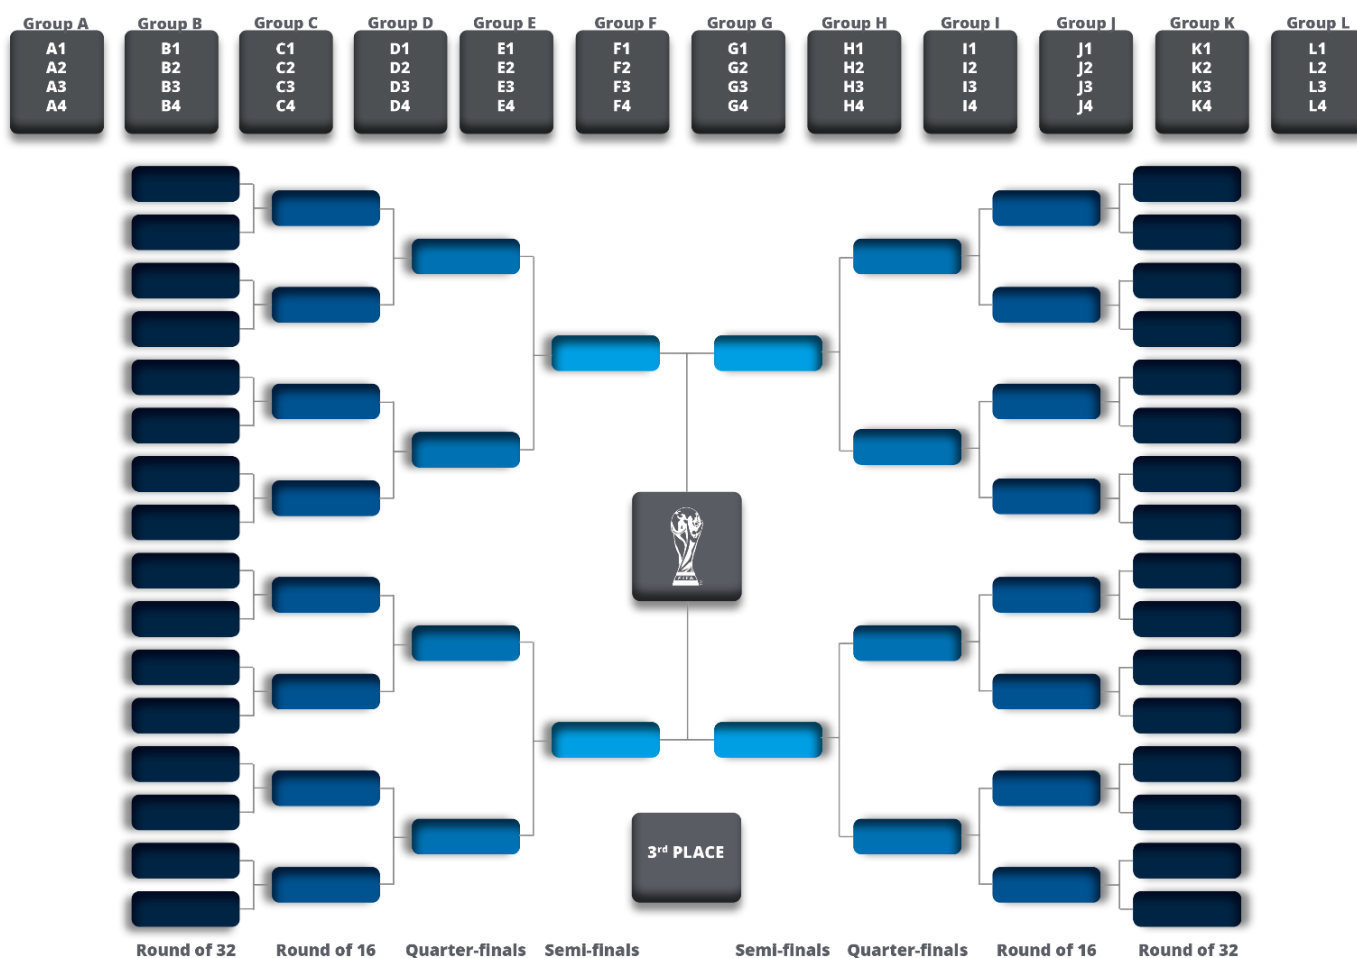 Group A
Group B
Group C
Group D
Group E
Group F
Group G
Group H
Group I
Group J
Group K
Group L
A1
A2
A3
A4
B1
B2
B3
B4
C1
C2
C3
C4
D1
D2
D3
D4
E1
E2
E3
E4
F1
F2
F3
F4
G1
G2
G3
G4
H1
H2
H3
H4
I1
I2
I3
I4
J1
J2
J3
J4
K1
K2
K3
K4
L1
L2
L3
L4
FIFA
3rd PLACE
Round of 32
Round of 16
Quarter-finals
Semi-finals
Semi-finals
Quarter-finals
Round of 16
Round of 32